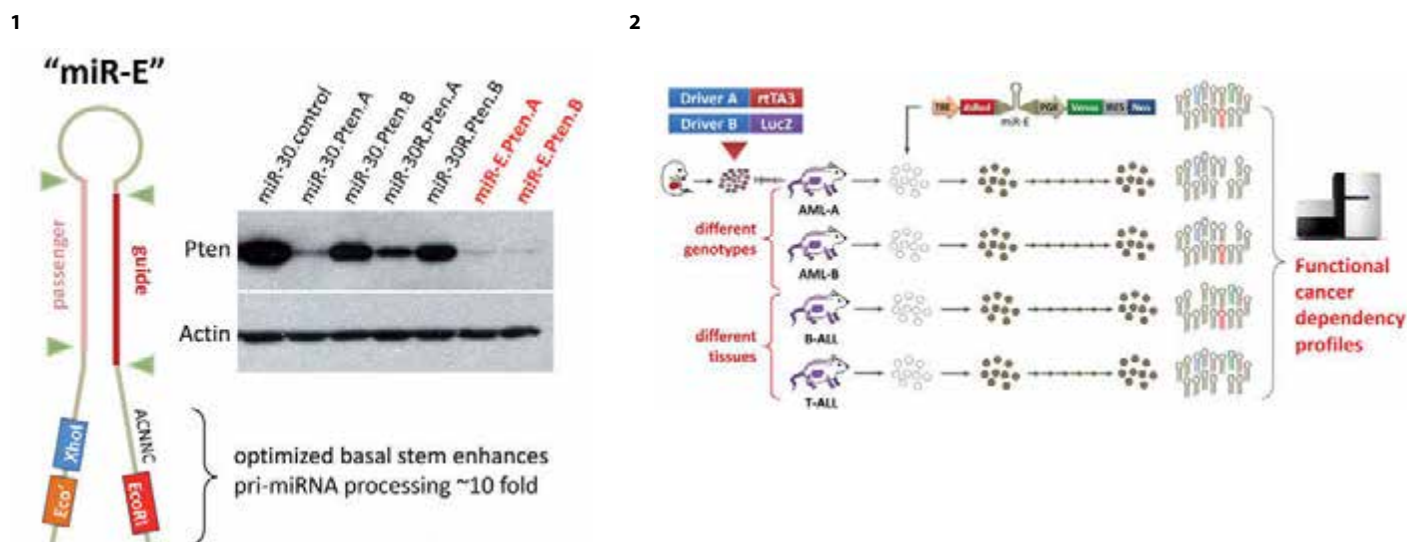 1
2
“miR-E”
passenger
guide
XhoI
Eco'
ACNNC
EcoRI
miR-30.control
miR-30.Pten.A
miR-30.Pten.B
miR-30R.Pten.A
miR-30R.Pten.B
miR-E.Pten.A
miR-E.Pten.B
Pten
Actin
optimized basal stem enhances
pri-miRNA processing ~10 fold
Driver A rtTA3
Driver B Luc2
TRE dsRed PGK Venus IRES Neo
miR-E
different
genotypes
different
tissues
AML-A
AML-B
B-ALL
T-ALL
Functional
cancer
dependency
profiles